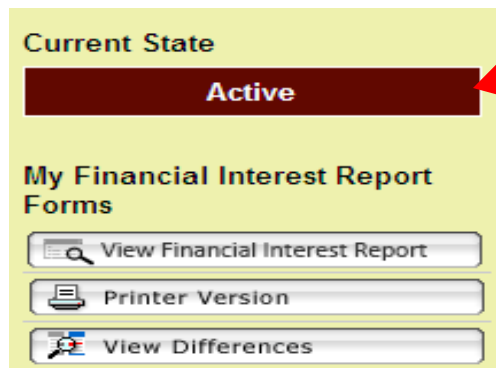 Current State
Active
My Financial Interest Report
Forms
View Financial Interest Report
Printer Version
View Differences